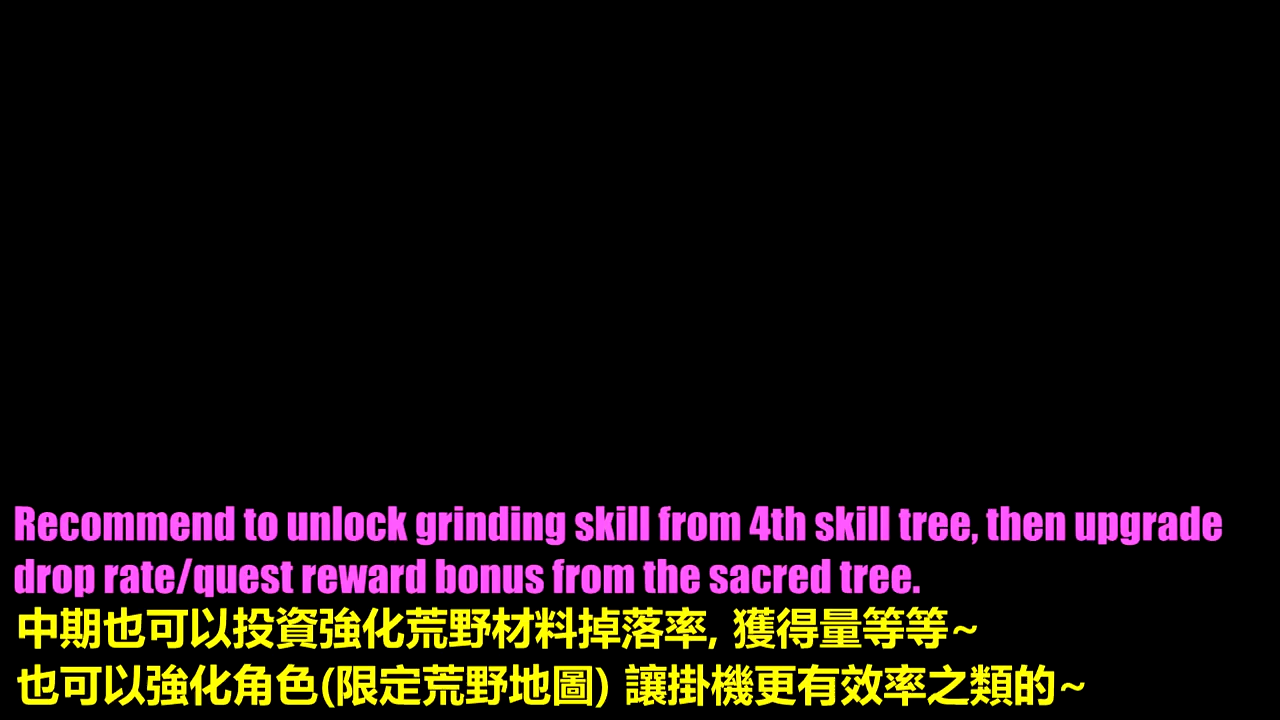 Recommend to unlock grinding skill from 4th skill tree, then upgrade
drop rate/quest reward bonus from the sacred tree.
中期也可以投資強化荒野材料掉落率, 獲得量等等~
也可以強化角色(限定荒野地圖) 讓掛機更有效率之類的~